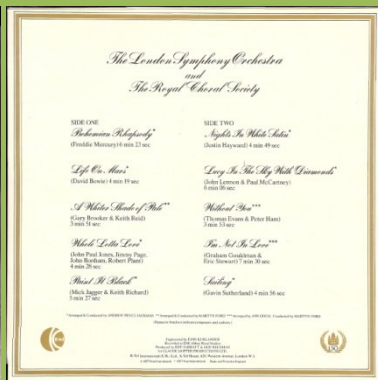 The London Symphony Orchestra
and
The Royal Choral Society
SIDE ONE
Bohemian Rhapsody*
(Freddie Mercury) 6 min 23 sec
Life On Mars*
(David Bowie) 4 min 19 sec
A Whiter Shade of Pale**
(Gary Brooker & Keith Reid)
5 min 51 sec
Whole Lotta Love*
(John Paul Jones, Jimmy Page,
John Bonham, Robert Plant)
4 min 28 sec
Paint It Black*
(Mick Jagger & Keith Richard)
5 min 27 sec
SIDE TWO
Nights In White Satin*
(Justin Hayward) 4 min 49 sec
Lucy In The Sky With Diamonds*
(John Lennon & Paul McCartney)
6 min 06 sec
Without You***
(Thomas Evans & Peter Ham)
3 min 53 sec
I'm Not In Love***
(Graham Gouldman &
Eric Stewart) 7 min 30 sec
Sailing*
(Gavin Sutherland) 4 min 56 sec